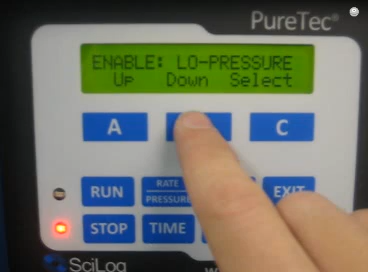 PureTec®
ENABLE: LO-PRESSURE
Up Down Select
A C
RUN RATE PRESSURE EXIT
STOP TIME
SciLog